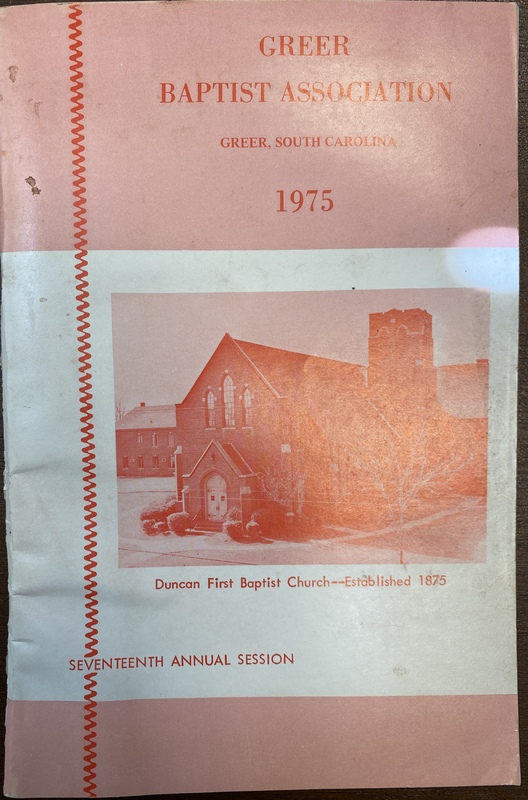 GREER
BAPTIST ASSOCIATION
GREER, SOUTH CAROLINA
1975
Duncan First Baptist Church--Established 1875
SEVENTEENTH ANNUAL SESSION